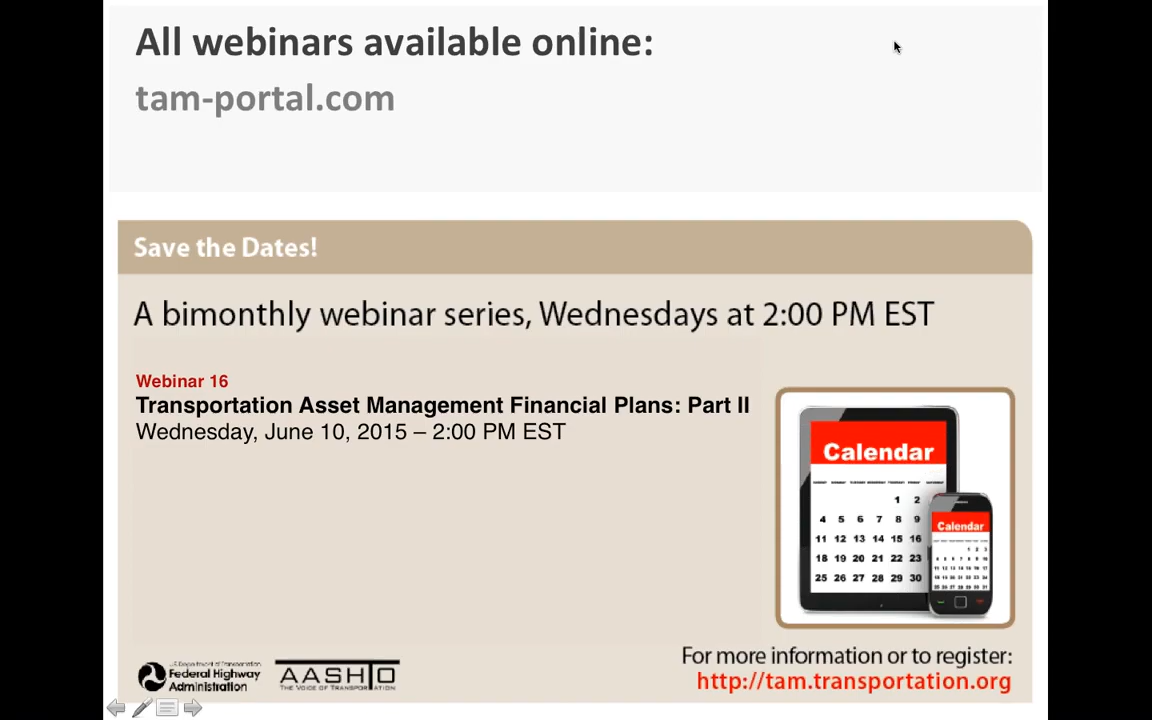 All webinars available online:
tam-portal.com
Save the Dates!
A bimonthly webinar series, Wednesdays at 2:00 PM EST
Webinar 16
Transportation Asset Management Financial Plans: Part II
Wednesday, June 10, 2015 – 2:00 PM EST
Calendar
1 2
4 5 6 7 8 9
11 12 13 14 15 16
18 19 20 21 22 23
25 26 27 28 29 30
Calendar
U.S. Department of Transportation
Federal Highway
Administration
AASHTO
THE VOICE OF TRANSPORTATION
For more information or to register:
http://tam.transportation.org